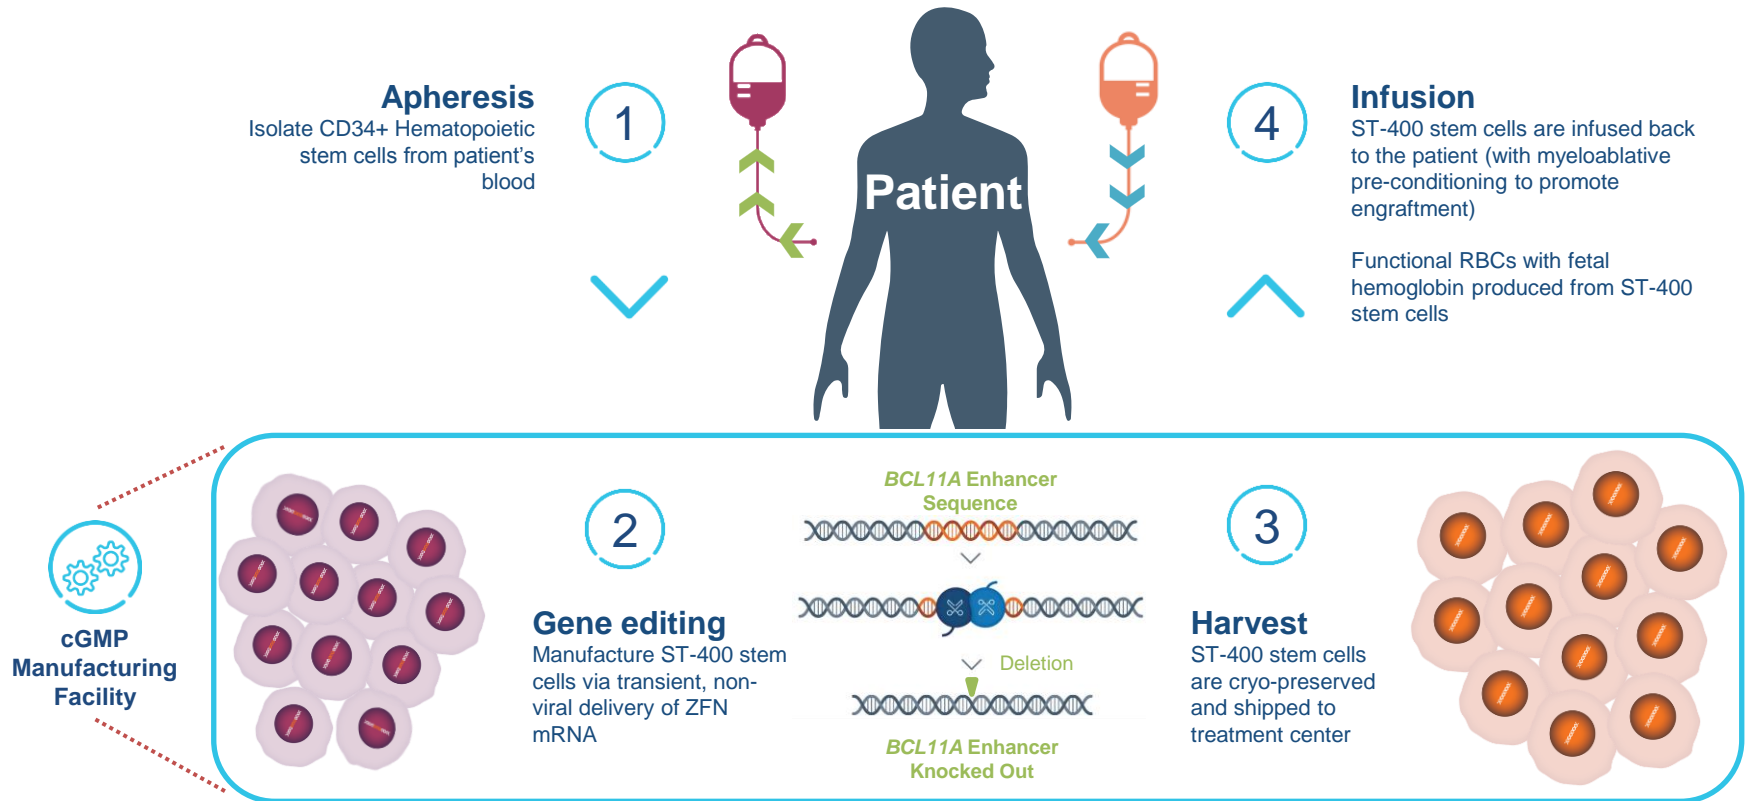 Apheresis
Isolate CD34+ Hematopoietic
stem cells from patient's
blood
1
Patient
4
Infusion
ST-400 stem cells are infused back
to the patient (with myeloablative
pre-conditioning to promote
engraftment)
Functional RBCs with fetal
hemoglobin produced from ST-400
stem cells
cGMP
Manufacturing
Facility
2
Gene editing
Manufacture ST-400 stem
cells via transient, non-
viral delivery of ZFN
mRNA
BCL11A Enhancer
Sequence
Deletion
BCL11A Enhancer
Knocked Out
3
Harvest
ST-400 stem cells
are cryo-preserved
and shipped to
treatment center